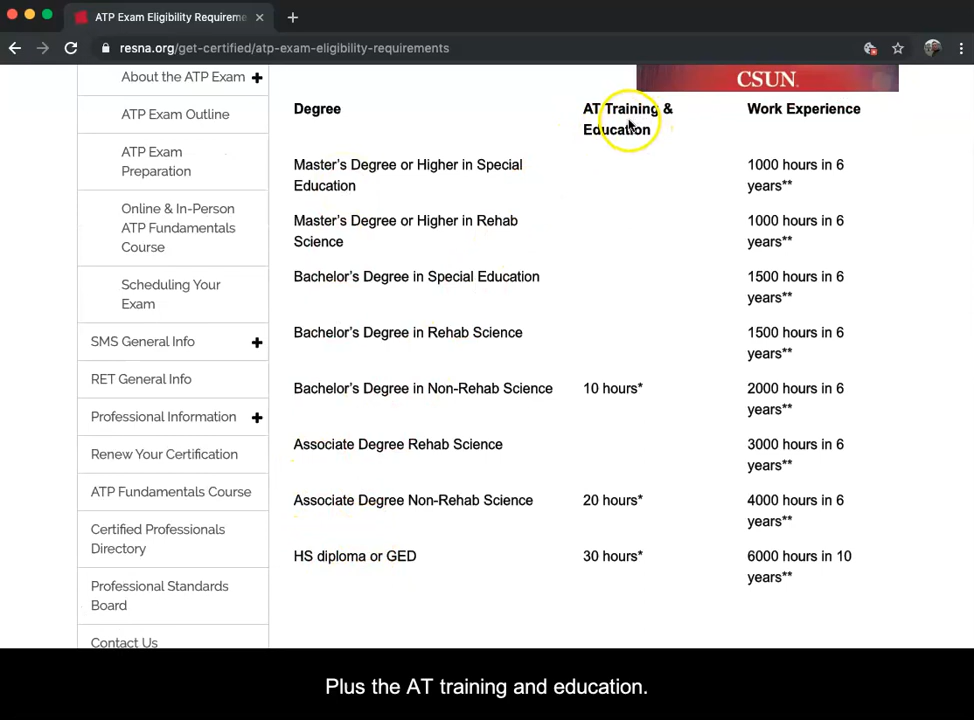 ATP Exam Eligibility Requireme
resna.org/get-certified/atp-exam-eligibility-requirements
About the ATP Exam
ATP Exam Outline
ATP Exam
Preparation
Online & In-Person
ATP Fundamentals
Course
Scheduling Your
Exam
SMS General Info
RET General Info
Professional Information
Renew Your Certification
ATP Fundamentals Course
Certified Professionals
Directory
Professional Standards
Board
Contact Us
CSUN.
Degree
AT Training &
Education
Work Experience
Master's Degree or Higher in Special
Education
1000 hours in 6
years**
Master's Degree or Higher in Rehab
Science
1000 hours in 6
years**
Bachelor's Degree in Special Education
1500 hours in 6
years**
Bachelor's Degree in Rehab Science
1500 hours in 6
years**
Bachelor's Degree in Non-Rehab Science
10 hours*
2000 hours in 6
years**
Associate Degree Rehab Science
3000 hours in 6
years**
Associate Degree Non-Rehab Science
20 hours*
4000 hours in 6
years**
HS diploma or GED
30 hours*
6000 hours in 10
years**
Plus the AT training and education.